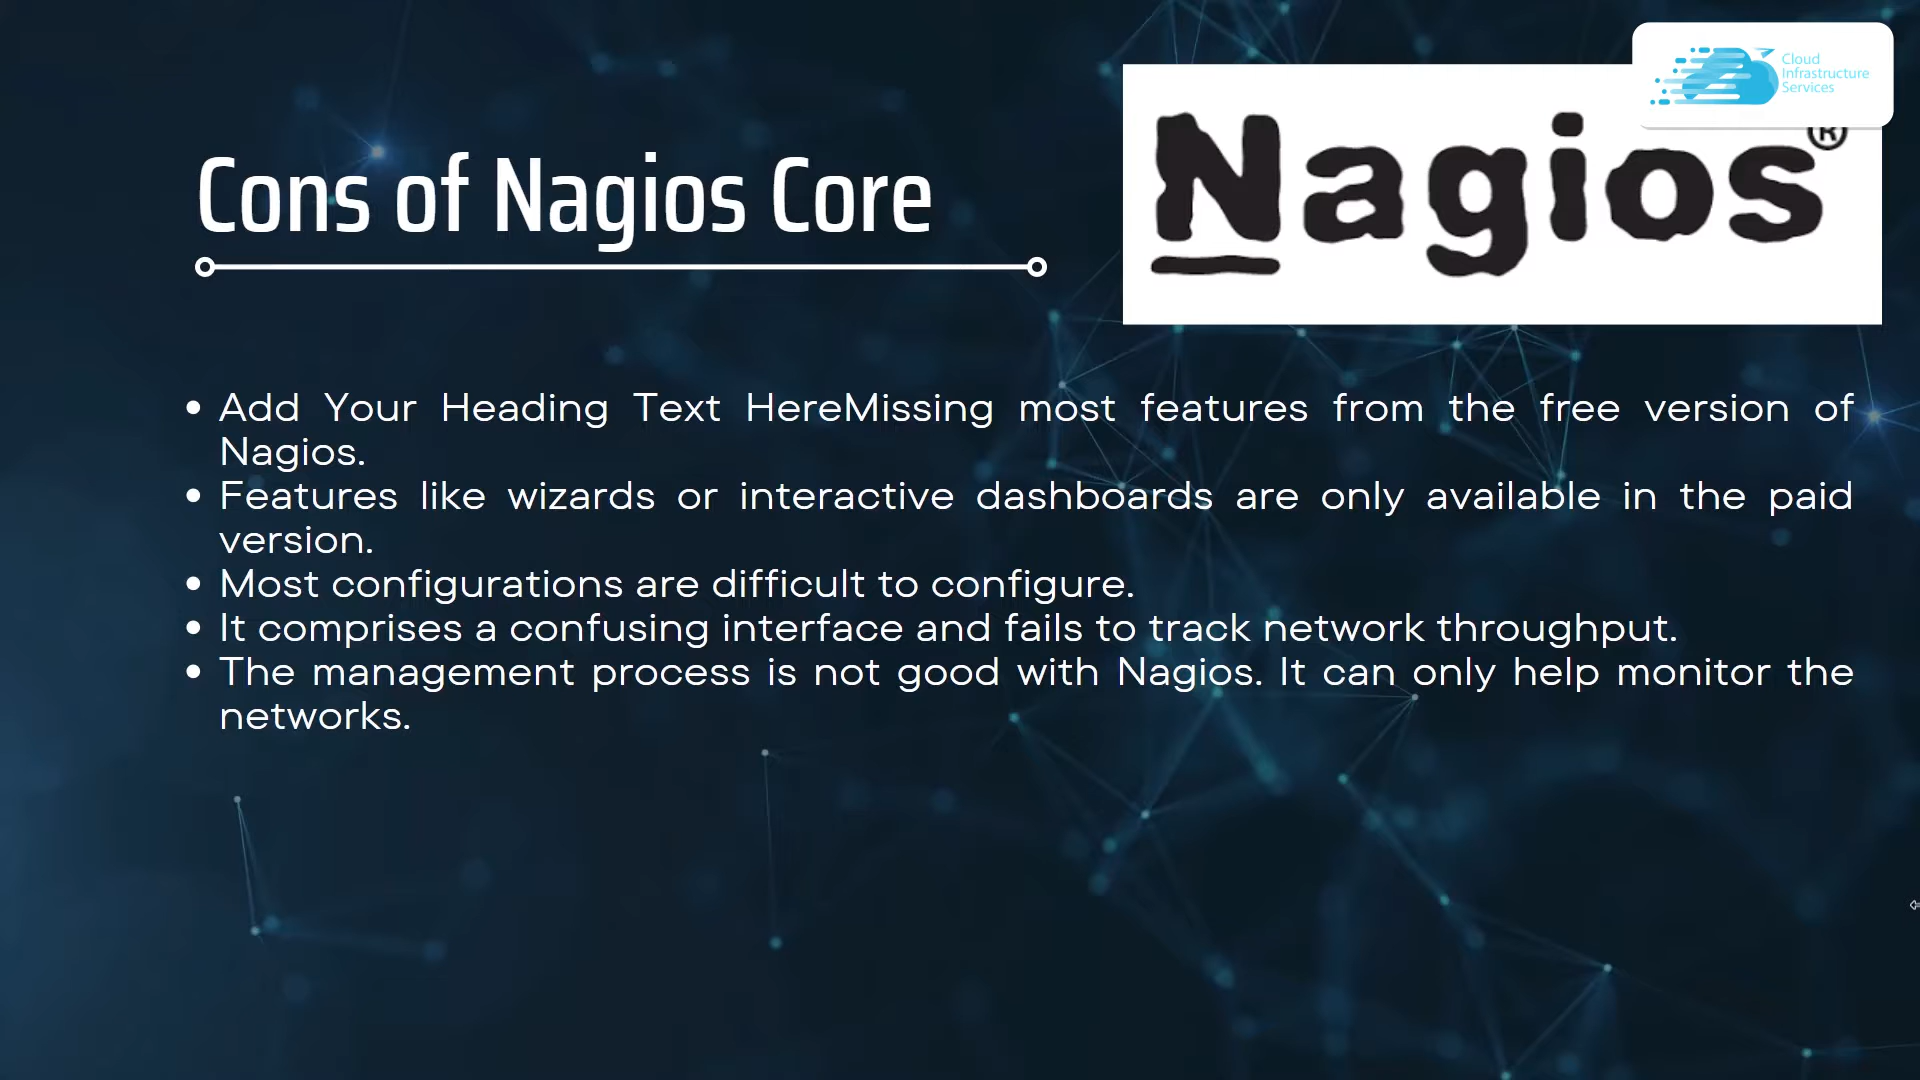 Cloud
Infrastructure
Services
Nagios®
Cons of Nagios Core
Add Your Heading Text HereMissing most features from the free version of
Nagios.
Features like wizards or interactive dashboards are only available in the paid
version.
Most configurations are difficult to configure.
It comprises a confusing interface and fails to track network throughput.
The management process is not good with Nagios. It can only help monitor the
networks.